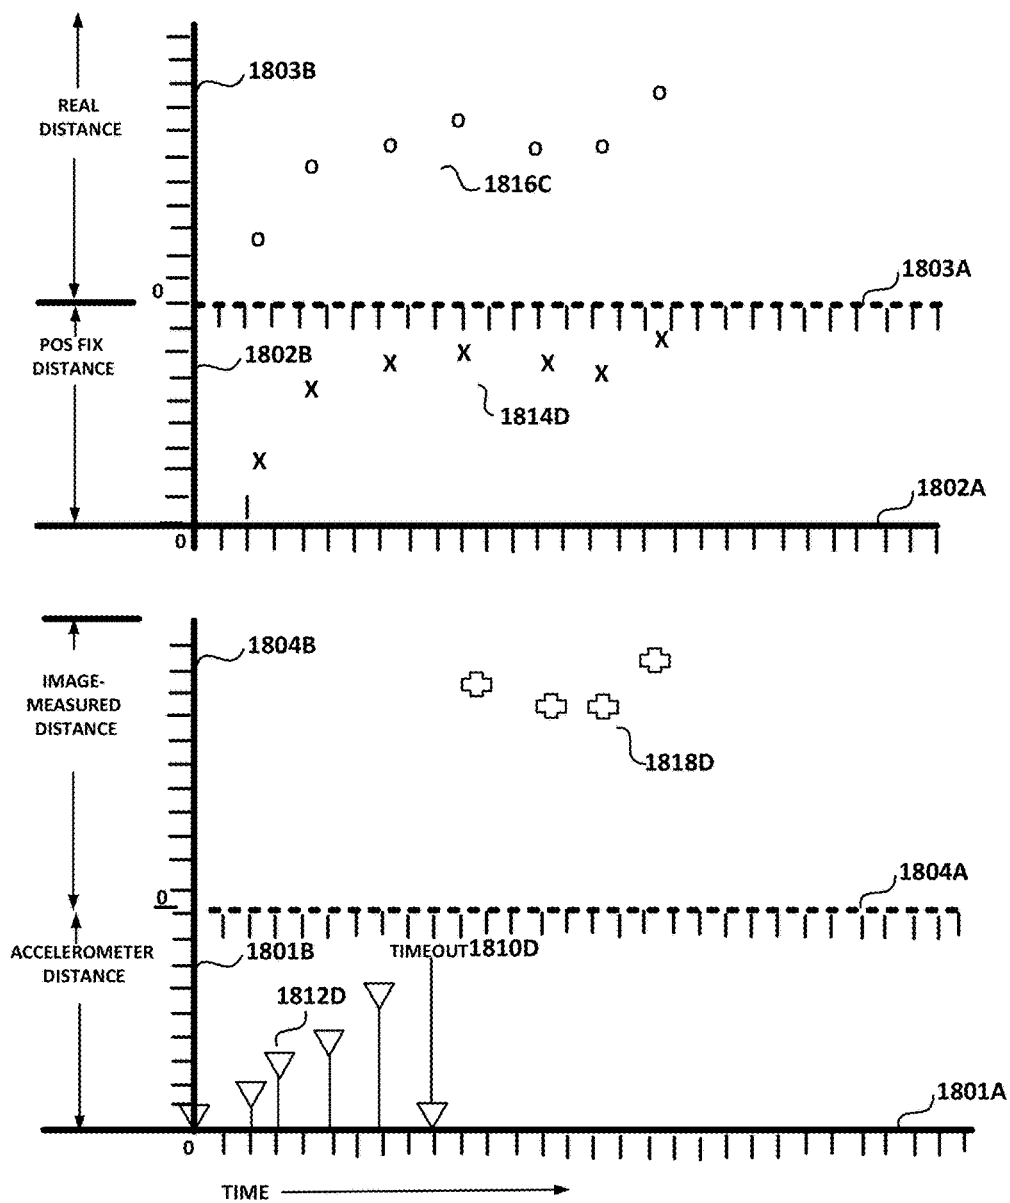 1803B
REAL
DISTANCE
O
O
O
O
O
O
O
1816C
1803A
0
POS FIX
DISTANCE
1802B
X
X
X
X
X
X
X
1814D
1802A
0
1804B
IMAGE-
MEASURED
DISTANCE
1818D
1804A
0
ACCELEROMETER
DISTANCE
1801B
TIMEOUT 1810D
1812D
1801A
0
TIME